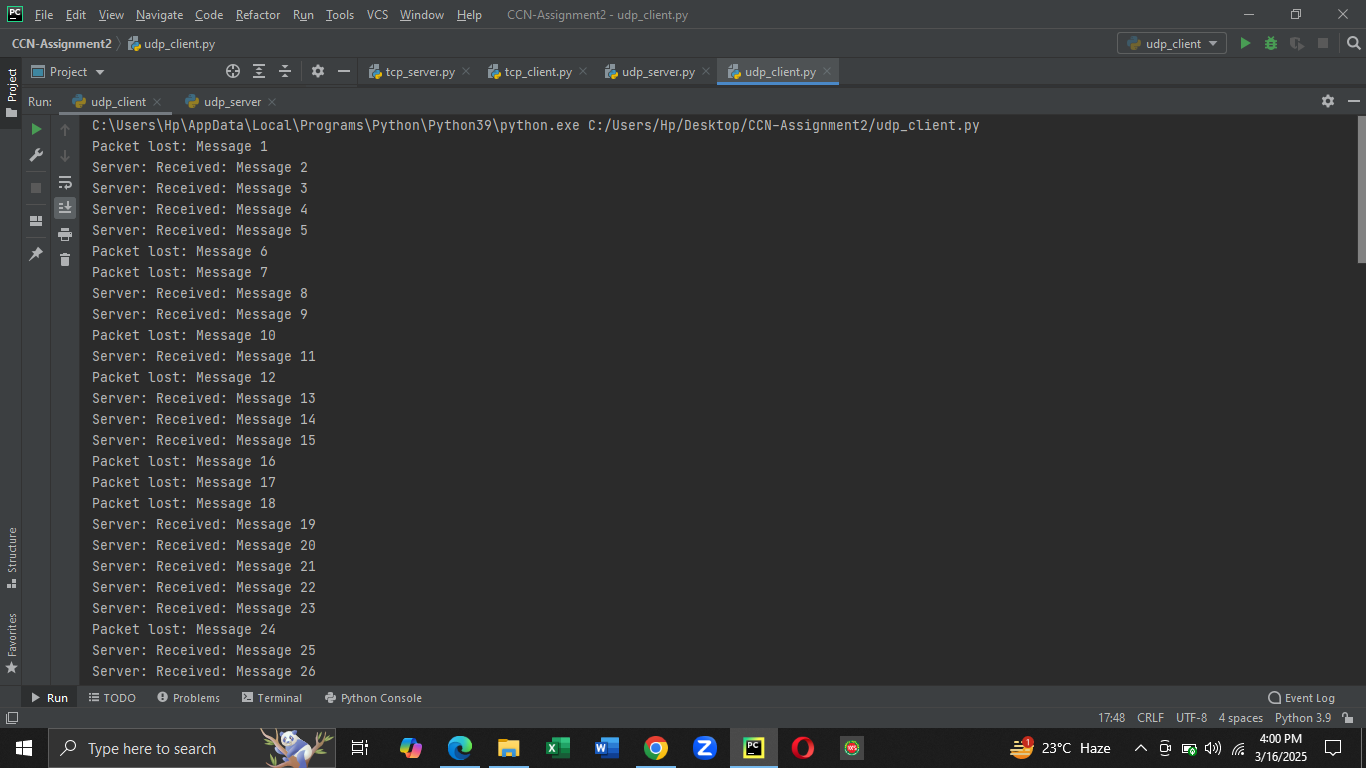 PC File Edit View Navigate Code Refactor Run Tools VCS Window Help CCN-Assignment2 - udp_client.py
CCN-Assignment2 udp_client.py udp_client
Project Project tcp_server.py tcp_client.py udp_server.py udp_client.py
Run: udp_client udp_server
C:\Users\Hp\AppData\Local\Programs\Python\Python39\python.exe C:/Users/Hp/Desktop/CCN-Assignment2/udp_client.py
Packet lost: Message 1
Server: Received: Message 2
Server: Received: Message 3
Server: Received: Message 4
Server: Received: Message 5
Packet lost: Message 6
Packet lost: Message 7
Server: Received: Message 8
Server: Received: Message 9
Packet lost: Message 10
Server: Received: Message 11
Packet lost: Message 12
Server: Received: Message 13
Server: Received: Message 14
Server: Received: Message 15
Packet lost: Message 16
Packet lost: Message 17
Packet lost: Message 18
Server: Received: Message 19
Server: Received: Message 20
Server: Received: Message 21
Server: Received: Message 22
Server: Received: Message 23
Packet lost: Message 24
Server: Received: Message 25
Server: Received: Message 26
Structure
Favorites
Run TODO Problems Terminal Python Console Event Log
17:48 CRLF UTF-8 4 spaces Python 3.9
Type here to search PC 1 23°C Haze 4:00 PM
3/16/2025